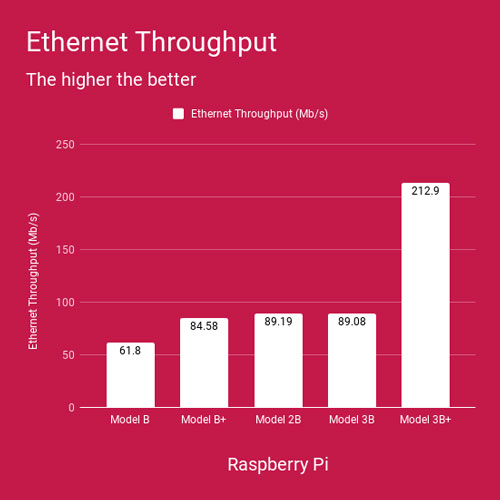 Ethernet Throughput
The higher the better
Ethernet Throughput (Mb/s)
Ethernet Throughput (Mb/s)
250
200
150
100
50
0
61.8
84.58
89.19
89.08
212.9
Model B
Model B+
Model 2B
Model 3B
Model 3B+
Raspberry Pi